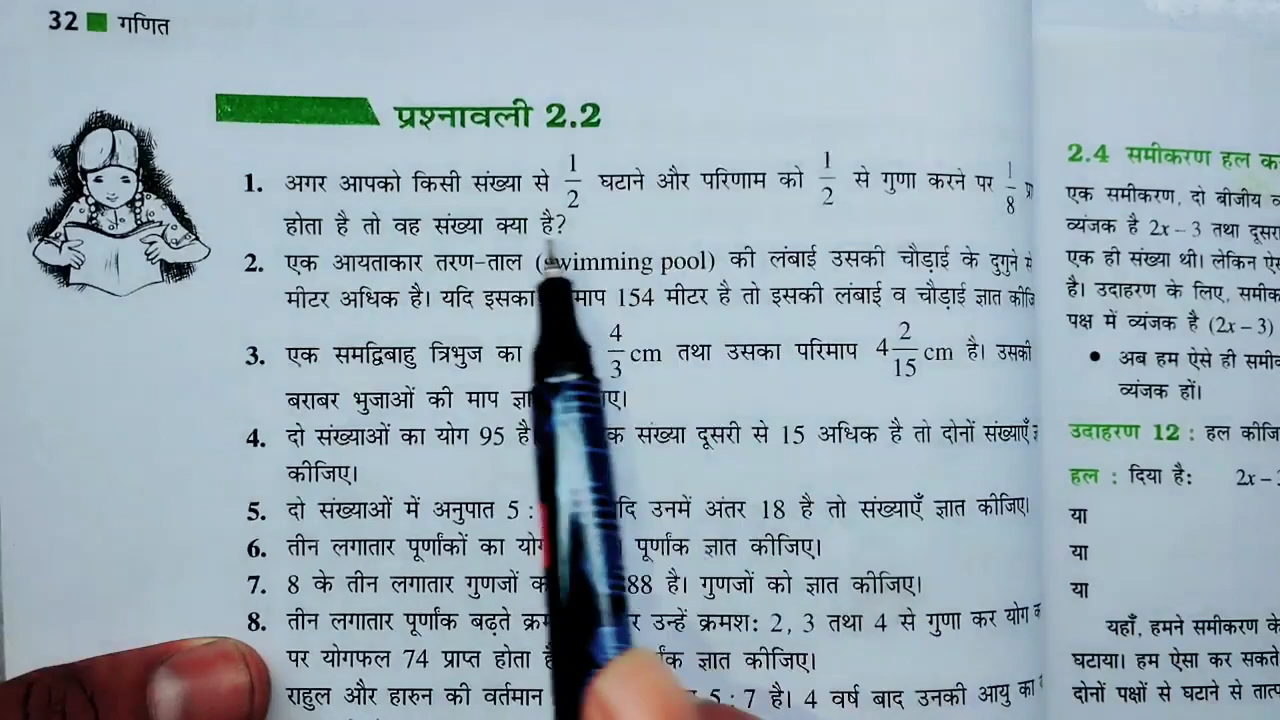 32 गणित
प्रश्नावली 2.2
1. अगर आपको किसी संख्या से 1/2 घटाने और परिणाम को 1/2 से गुणा करने पर 1/8
होता है तो वह संख्या क्या है?
2. एक आयताकार तरण-ताल (swimming pool) की लंबाई उसकी चौड़ाई के दुगुने से
मीटर अधिक है। यदि इसका माप 154 मीटर है तो इसकी लंबाई व चौड़ाई ज्ञात
3. एक समद्विबाहु त्रिभुज का 4/3 cm तथा उसका परिमाप 4 2/15 cm है। उसकी
बराबर भुजाओं की माप
4. दो संख्याओं का योग 95 है। संख्या दूसरी से 15 अधिक है तो दोनों संख्याएँ
कीजिए।
5. दो संख्याओं में अनुपात 5 : उनमें अंतर 18 है तो संख्याएँ ज्ञात कीजिए।
6. तीन लगातार पूर्णांकों का पूर्णांक ज्ञात कीजिए।
7. 8 के तीन लगातार गुणजों 88 है। गुणजों को ज्ञात कीजिए।
8. तीन लगातार पूर्णांक बढ़ते उन्हें क्रमश: 2, 3 तथा 4 से गुणा कर योग
पर योगफल 74 प्राप्त होता ज्ञात कीजिए।
राहुल और हारुन की वर्तमान 5 : 7 है। 4 वर्ष बाद उनकी आयु का
2.4 समीकरण हल
एक समीकरण, दो बीजीय
व्यंजक है 2x – 3 तथा
एक ही संख्या थी। लेकिन
है। उदाहरण के लिए,
पक्ष में व्यंजक है (2x – 3)
• अब हम ऐसे ही
व्यंजक हों।
उदाहरण 12 : हल
हल : दिया है: 2x –
या
या
या
यहाँ, हमने समीकरण के
घटाया। हम ऐसा कर सकते
दोनों पक्षों से घटाने से